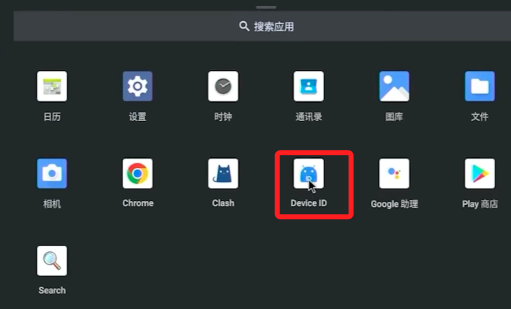 搜索应用
日历
设置
时钟
通讯录
图库
文件
相机
Chrome
Clash
Device ID
Google 助理
Play 商店
Search